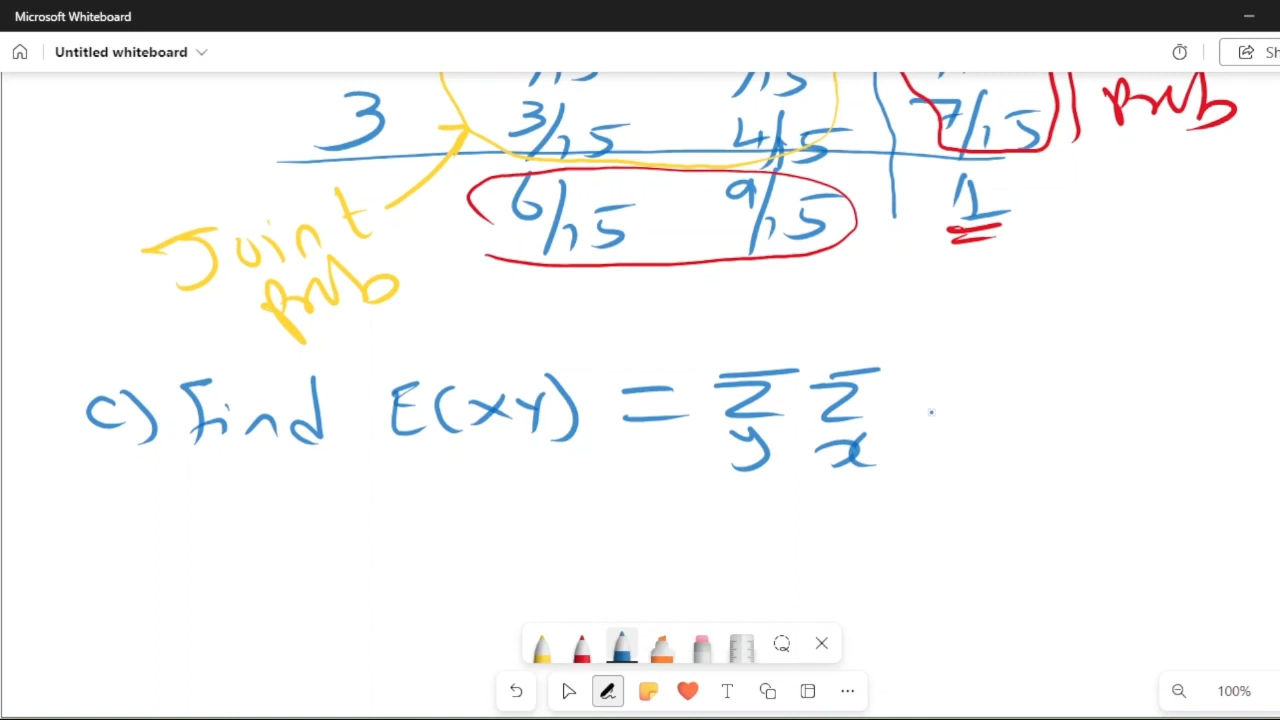 Microsoft Whiteboard
Untitled whiteboard
3 3/15 4/15 7/15 Prob
6/15 9/15 1
Joint
Prob
c) Find E(XY) = Σ Σ
y x
100%